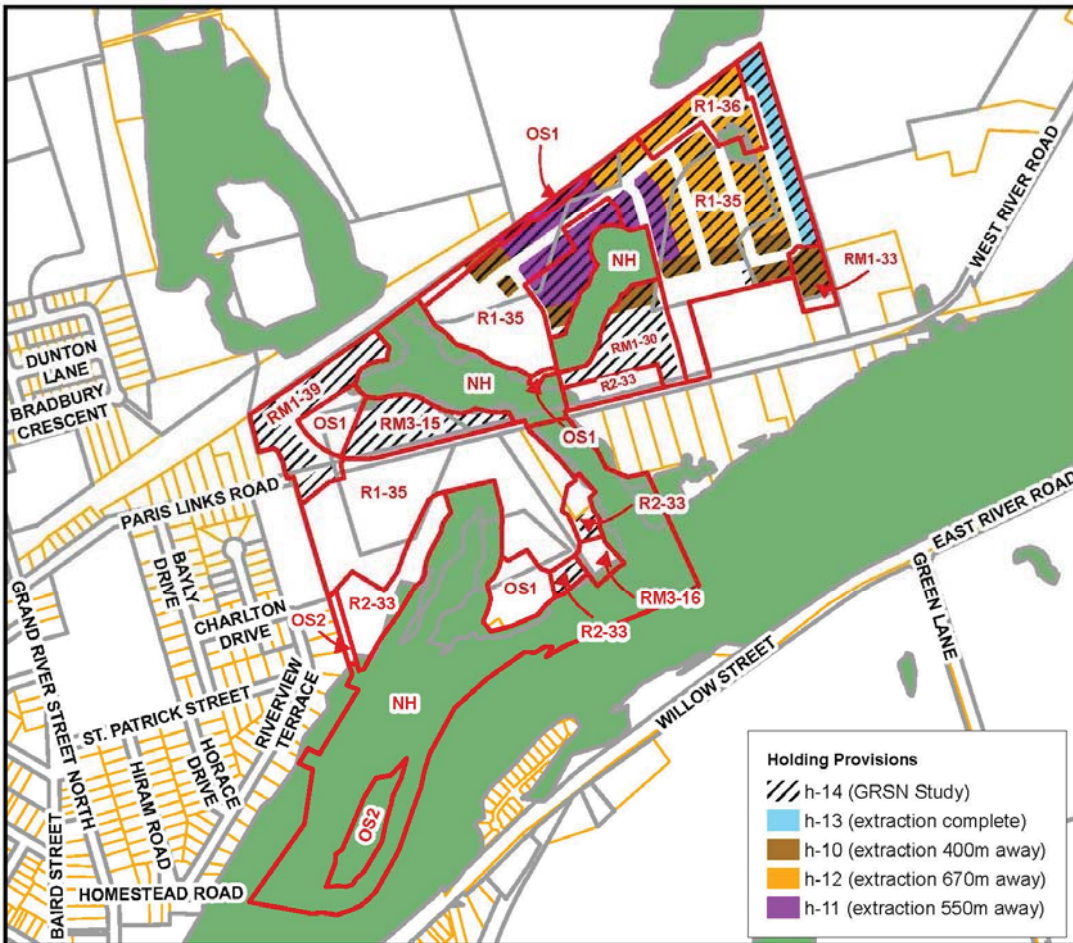 R1-36
OS1
R1-35
WEST RIVER ROAD
NH
RM1-33
R1-35
DUNTON
LANE
BRADBURY
CRESCENT
RM1-30
NH
R2-33
RM1-39
OS1
RM3-15
OS1
R1-35
PARIS LINKS ROAD
R2-33
EAST RIVER ROAD
BAYLY
DRIVE
GRAND RIVER STREET NORTH
CHARLTON
DRIVE
R2-33
OS1
RM3-16
OS2
R2-33
GREEN LANE
RIVERVIEW
TERRACE
NH
WILLOW STREET
ST. PATRICK STREET
HORACE
DRIVE
HIRAM ROAD
BAIRD STREET
OS2
HOMESTEAD ROAD
Holding Provisions
h-14 (GRSN Study)
h-13 (extraction complete)
h-10 (extraction 400m away)
h-12 (extraction 670m away)
h-11 (extraction 550m away)